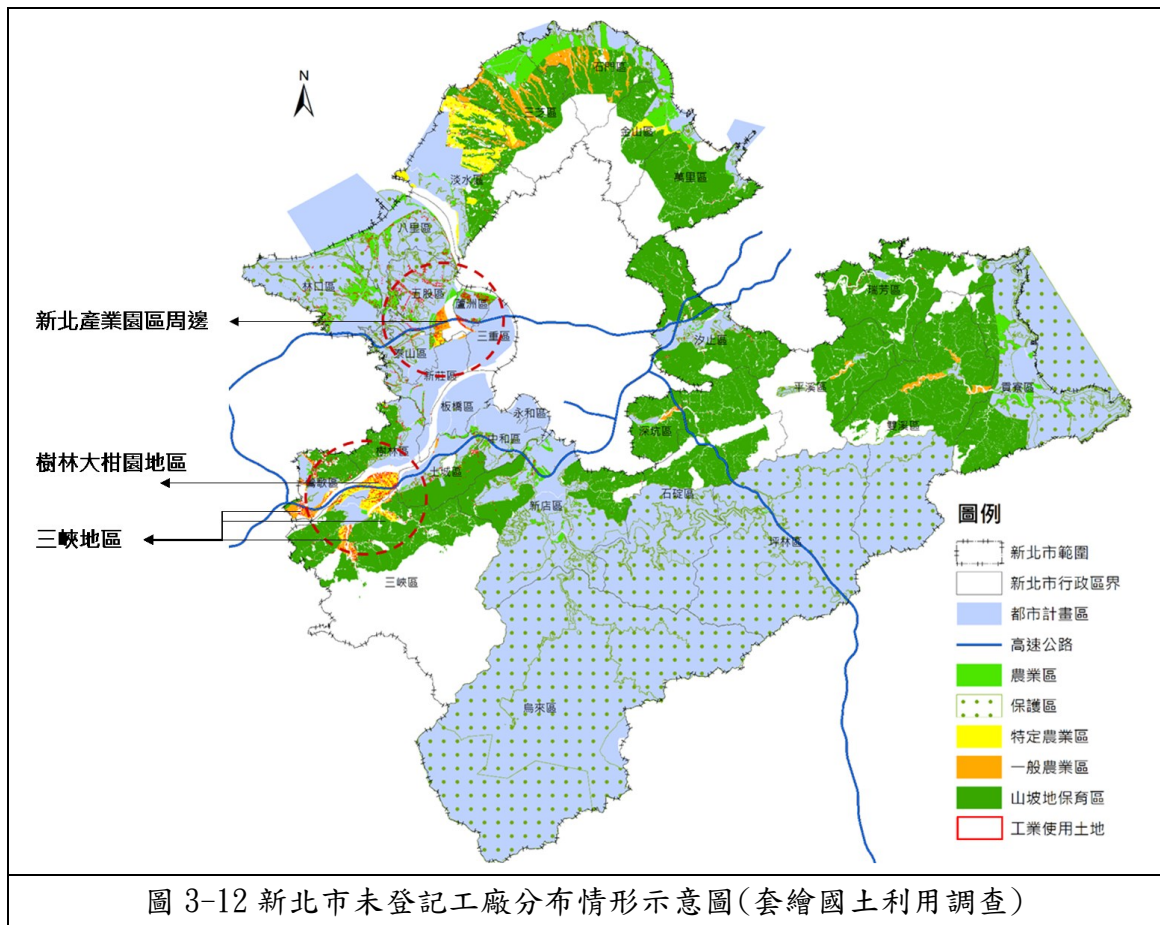 N
石門區
三芝區
金山區
萬里區
淡水區
八里區
林口區
五股區
蘆洲區
新北產業園區周邊
三重區
泰山區
新莊區
瑞芳區
汐止區
平溪區
貢寮區
雙溪區
板橋區
永和區
中和區
深坑區
樹林區
土城區
樹林大柑園地區
鶯歌區
石碇區
新店區
三峽地區
坪林區
三峽區
烏來區
圖例
新北市範圍
新北市行政區界
都市計畫區
高速公路
農業區
保護區
特定農業區
一般農業區
山坡地保育區
工業使用土地
圖 3-12 新北市未登記工廠分布情形示意圖(套繪國土利用調查)